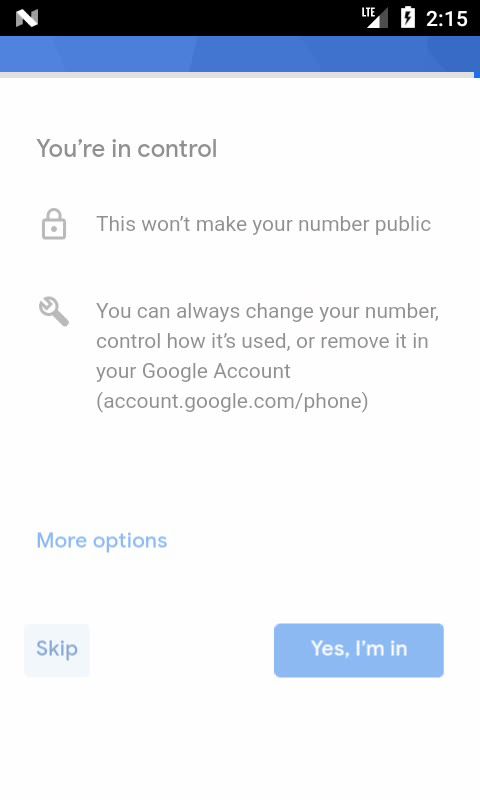 LTE 2:15
You're in control
This won't make your number public
You can always change your number,
control how it's used, or remove it in
your Google Account
(account.google.com/phone)
More options
Skip
Yes, I'm in